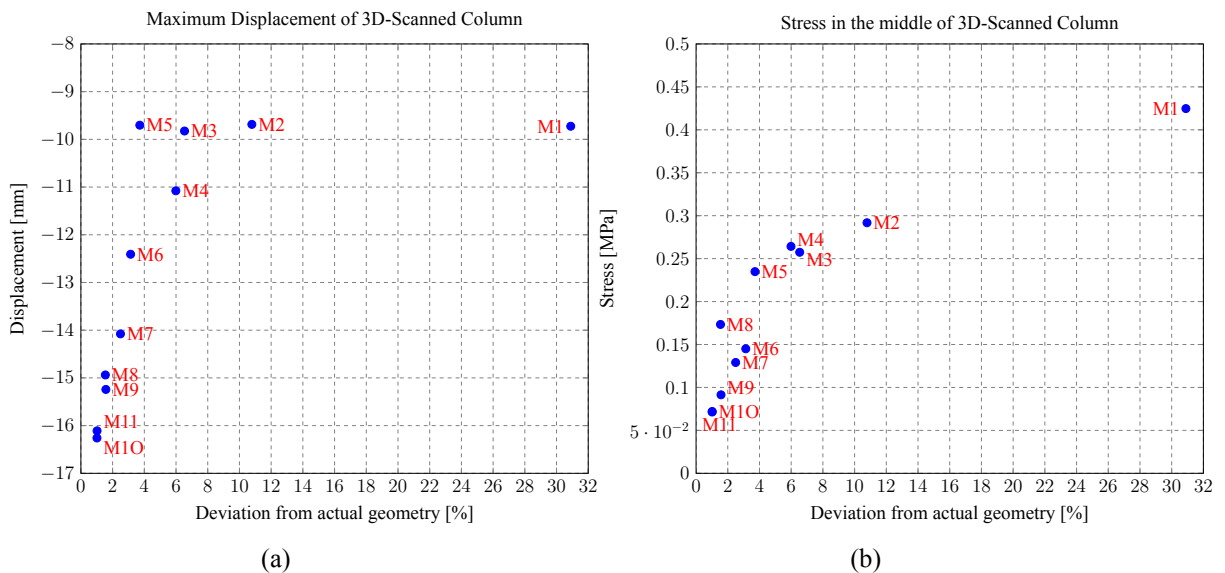 Maximum Displacement of 3D-Scanned Column
−8
−9
−10
−11
−12
−13
−14
−15
−16
−17
Displacement [mm]
M5
M3
M2
M1
M4
M6
M7
M8
M9
M11
M1O
0 2 4 6 8 10 12 14 16 18 20 22 24 26 28 30 32
Deviation from actual geometry [%]
(a)
Stress in the middle of 3D-Scanned Column
0.5
0.45
0.4
0.35
0.3
0.25
0.2
0.15
0.1
5 · 10⁻²
0
Stress [MPa]
M1
M2
M4
M3
M5
M8
M6
M7
M9
M1O
M11
0 2 4 6 8 10 12 14 16 18 20 22 24 26 28 30 32
Deviation from actual geometry [%]
(b)